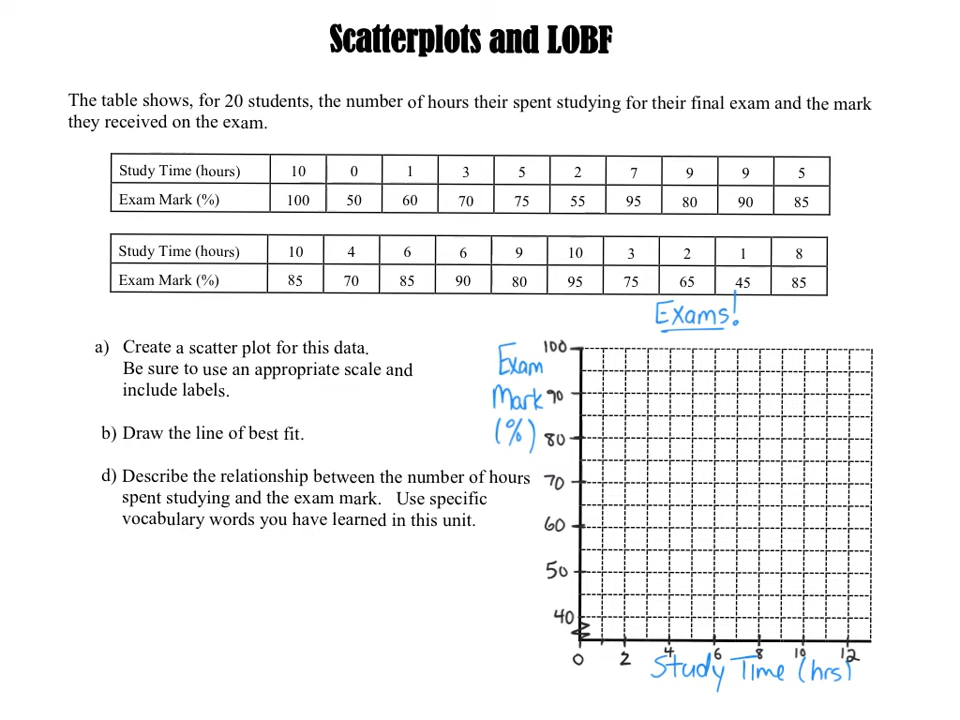 Scatterplots and LOBF
The table shows, for 20 students, the number of hours their spent studying for their final exam and the mark
they received on the exam.
Study Time (hours) 10 0 1 3 5 2 7 9 9 5
Exam Mark (%) 100 50 60 70 75 55 95 80 90 85
Study Time (hours) 10 4 6 6 9 10 3 2 1 8
Exam Mark (%) 85 70 85 90 80 95 75 65 45 85
Exams!
a) Create a scatter plot for this data.
Be sure to use an appropriate scale and
include labels.
b) Draw the line of best fit.
d) Describe the relationship between the number of hours
spent studying and the exam mark. Use specific
vocabulary words you have learned in this unit.
Exam
Mark
(%)
100
90
80
70
60
50
40
0 2 4 6 8 10 12
Study Time (hrs)